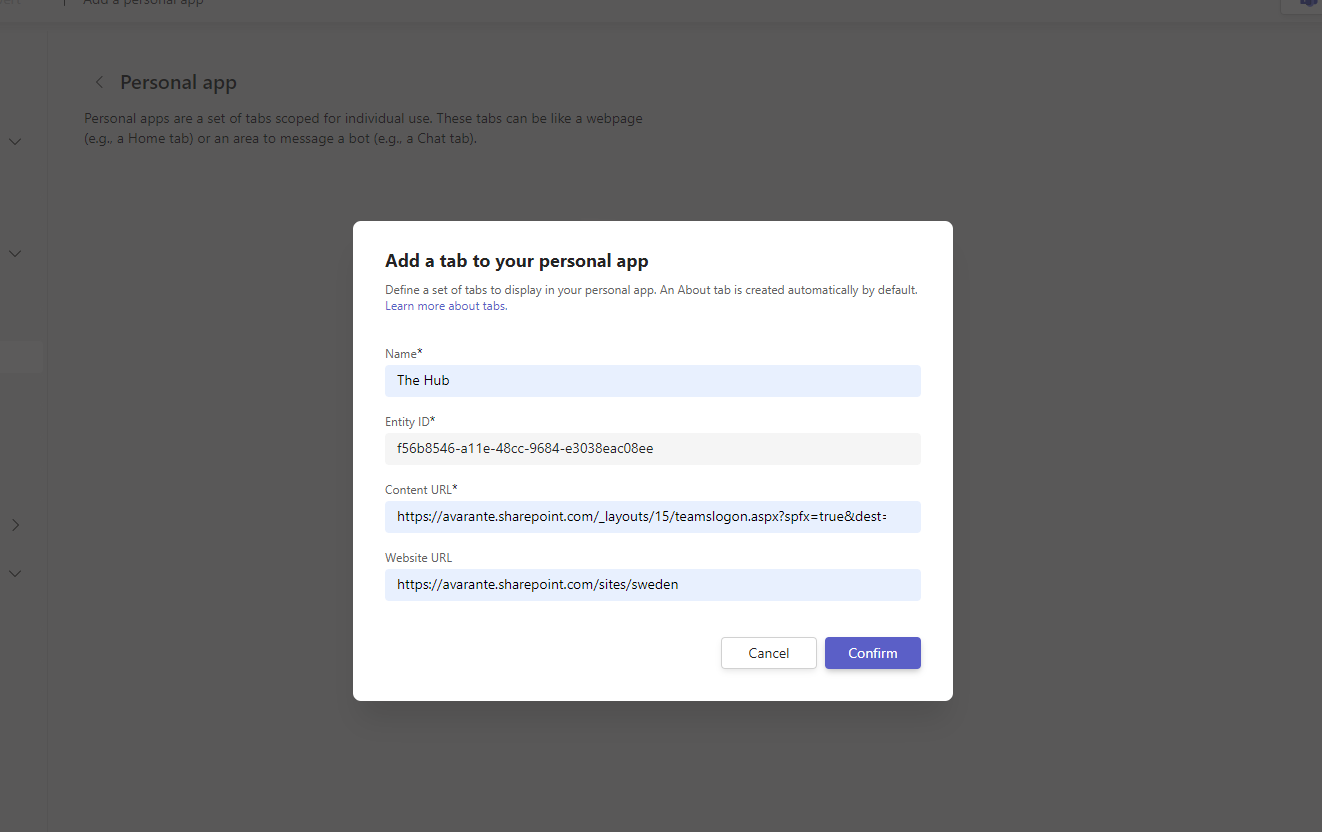 Add a personal app
Personal app
Personal apps are a set of tabs scoped for individual use. These tabs can be like a webpage
(e.g., a Home tab) or an area to message a bot (e.g., a Chat tab).
Add a tab to your personal app
Define a set of tabs to display in your personal app. An About tab is created automatically by default.
Learn more about tabs.
Name*
The Hub
Entity ID*
f56b8546-a11e-48cc-9684-e3038eac08ee
Content URL*
https://avarante.sharepoint.com/_layouts/15/teamslogon.aspx?spfx=true&dest=
Website URL
https://avarante.sharepoint.com/sites/sweden
Cancel
Confirm